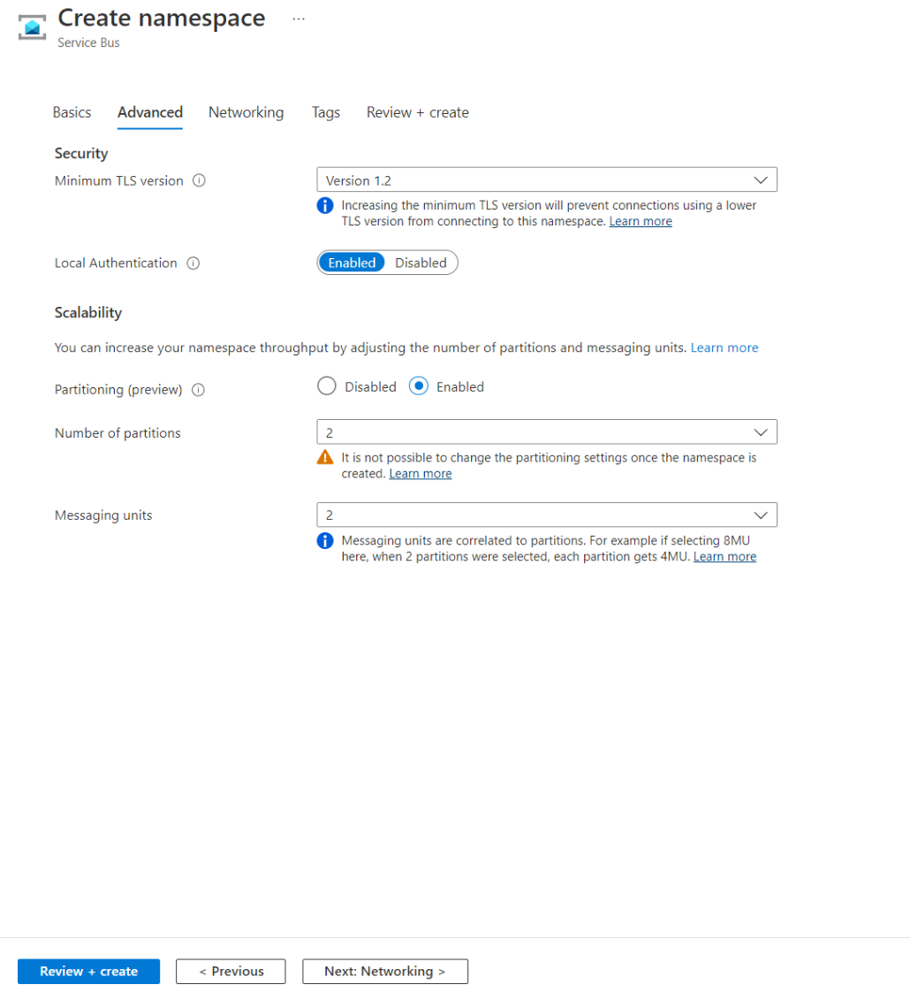 Create namespace ...
Service Bus
Basics Advanced Networking Tags Review + create
Security
Minimum TLS version
Version 1.2
Increasing the minimum TLS version will prevent connections using a lower
TLS version from connecting to this namespace. Learn more
Local Authentication
Enabled Disabled
Scalability
You can increase your namespace throughput by adjusting the number of partitions and messaging units. Learn more
Partitioning (preview)
Disabled Enabled
Number of partitions
2
It is not possible to change the partitioning settings once the namespace is
created. Learn more
Messaging units
2
Messaging units are correlated to partitions. For example if selecting 8MU
here, when 2 partitions were selected, each partition gets 4MU. Learn more
Review + create < Previous Next: Networking >